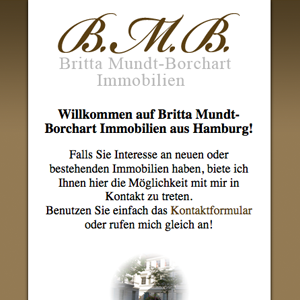 B.M.B.
Britta Mundt-Borchart
Immobilien
Willkommen auf Britta Mundt-
Borchart Immobilien aus Hamburg!
Falls Sie Interesse an neuen oder
bestehenden Immobilien haben, biete ich
Ihnen hier die Möglichkeit mit mir in
Kontakt zu treten.
Benutzen Sie einfach das Kontaktformular
oder rufen mich gleich an!